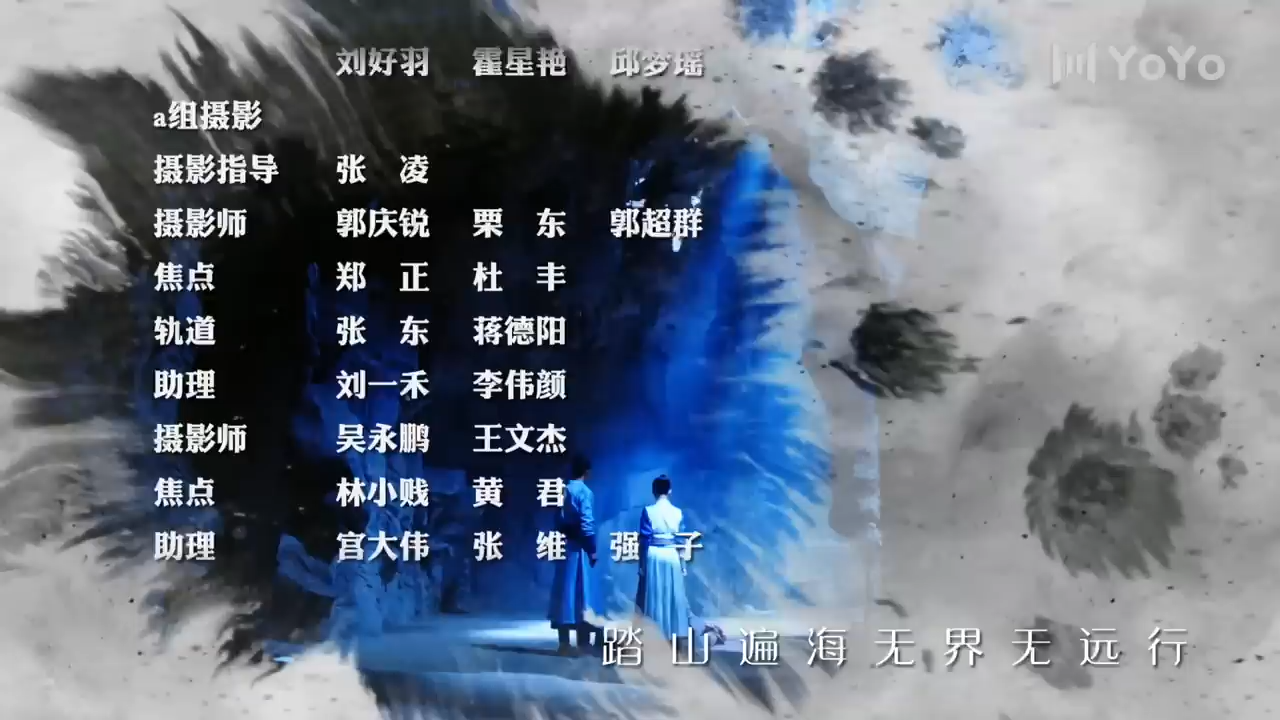 刘好羽 霍星艳 邱梦瑶
YoYo
a组摄影
摄影指导 张 凌
摄影师 郭庆锐 栗 东 郭超群
焦点 郑 正 杜 丰
轨道 张 东 蒋德阳
助理 刘一禾 李伟颜
摄影师 吴永鹏 王文杰
焦点 林小贱 黄 君
助理 宫大伟 张 维 强 子
踏山遍海无界无远行